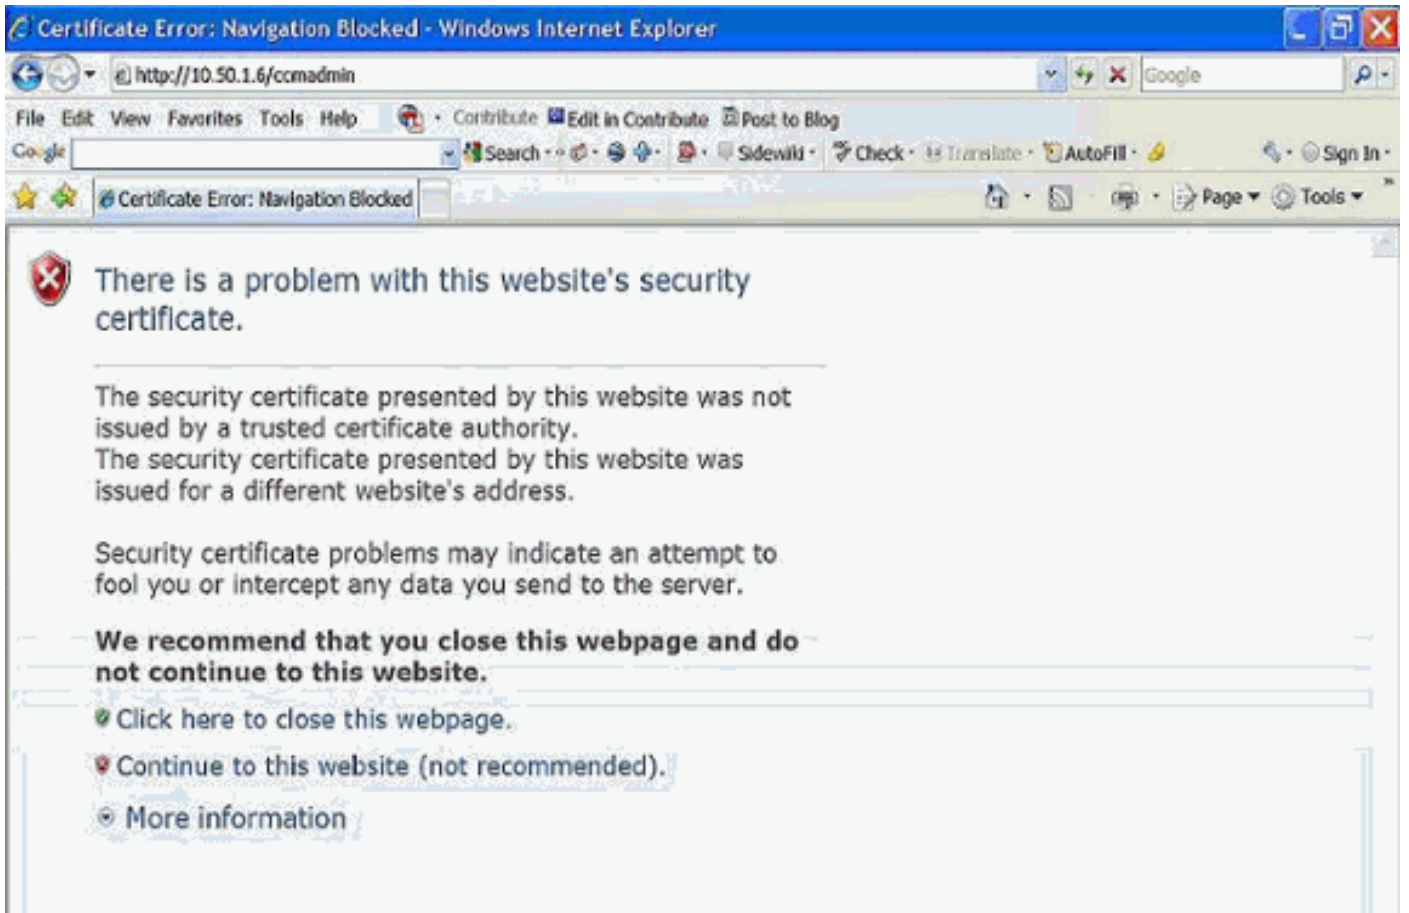 Certificate Error: Navigation Blocked - Windows Internet Explorer
http://10.50.1.6/ccmadmin
Google
File Edit View Favorites Tools Help Contribute Edit in Contribute Post to Blog
Google Search Sidewiki Check Translate AutoFill Sign In
Certificate Error: Navigation Blocked Page Tools
There is a problem with this website's security
certificate.
The security certificate presented by this website was not
issued by a trusted certificate authority.
The security certificate presented by this website was
issued for a different website's address.
Security certificate problems may indicate an attempt to
fool you or intercept any data you send to the server.
We recommend that you close this webpage and do
not continue to this website.
Click here to close this webpage.
Continue to this website (not recommended).
More information